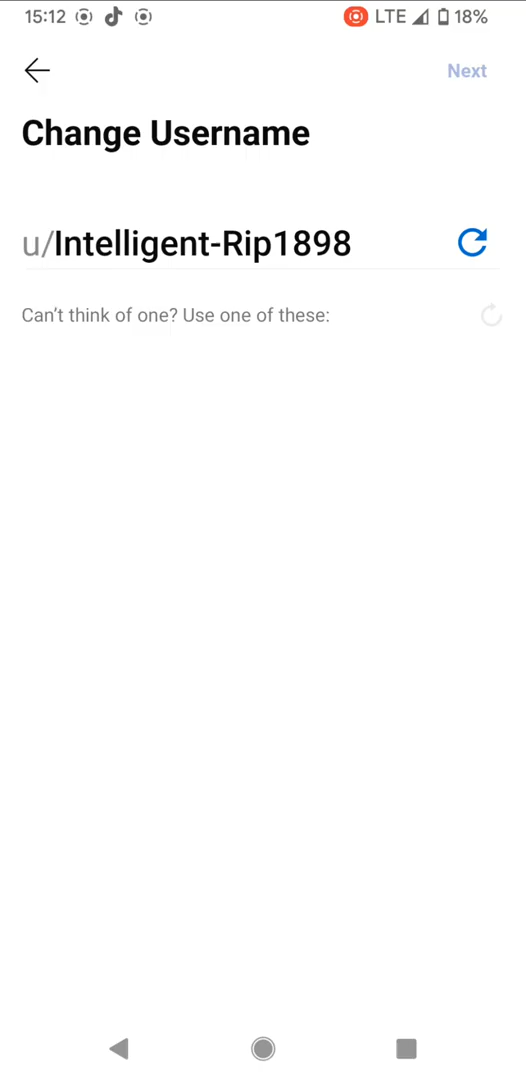 15:12 LTE 18%
Next
Change Username
u/Intelligent-Rip1898
Can't think of one? Use one of these: